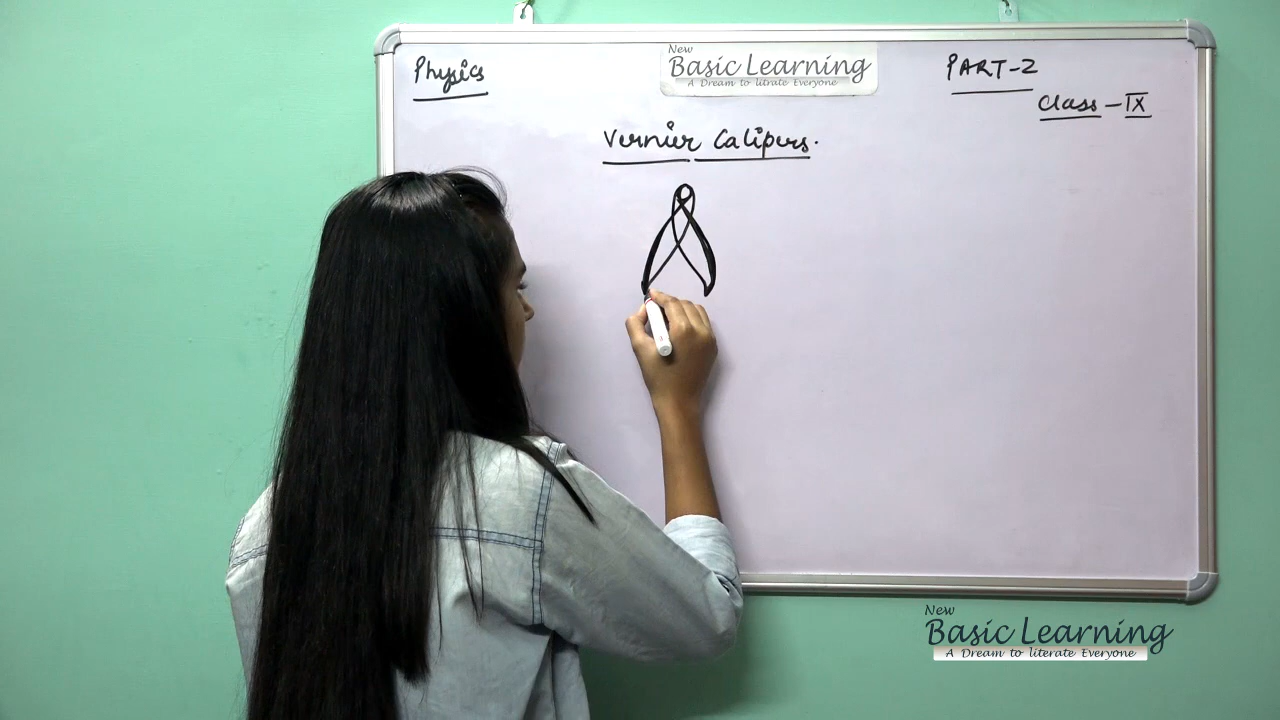 Physics
New
Basic Learning
A Dream to litrate Everyone
PART-2
Class - IX
Vernier Calipers.
New
Basic Learning
A Dream to literate Everyone